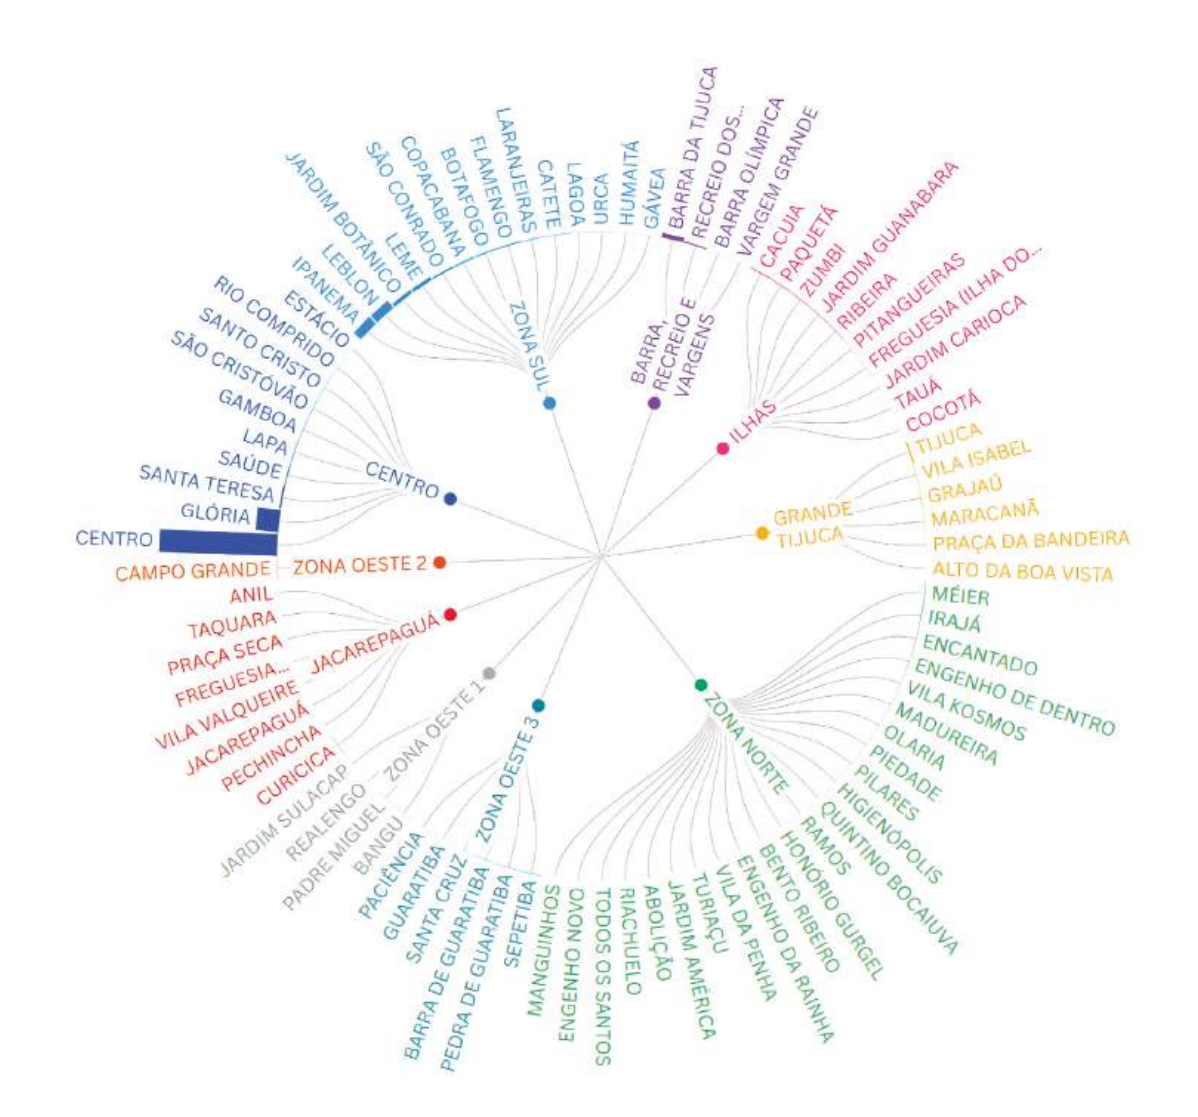 CENTRO
GLÓRIA
SANTA TERESA
SAÚDE
LAPA
GAMBOA
SÃO CRISTÓVÃO
SANTO CRISTO
RIO COMPRIDO
ESTÁCIO
CENTRO
IPANEMA
LEBLON
JARDIM BOTÂNICO
LEME
SÃO CONRADO
COPACABANA
BOTAFOGO
FLAMENGO
LARANJEIRAS
CATETE
LAGOA
URCA
HUMAITÁ
GÁVEA
ZONA SUL
BARRA DA TIJUCA
RECREIO DOS...
BARRA OLÍMPICA
VARGEM GRANDE
BARRA,
RECREIO E
VARGENS
CACUIA
PAQUETÁ
ZUMBI
JARDIM GUANABARA
RIBEIRA
PITANGUEIRAS
FREGUESIA (ILHA DO...
JARDIM CARIOCA
TAUÁ
COCOTÁ
ILHAS
TIJUCA
VILA ISABEL
GRAJAÚ
MARACANÃ
PRAÇA DA BANDEIRA
ALTO DA BOA VISTA
GRANDE
TIJUCA
MÉIER
IRAJÁ
ENCANTADO
ENGENHO DE DENTRO
VILA KOSMOS
MADUREIRA
OLARIA
PIEDADE
PILARES
HIGIENÓPOLIS
QUINTINO BOCAIUVA
RAMOS
HONÓRIO GURGEL
BENTO RIBEIRO
ENGENHO DA RAINHA
VILA DA PENHA
TURIAÇU
JARDIM AMÉRICA
ABOLIÇÃO
RIACHUELO
TODOS OS SANTOS
ENGENHO NOVO
MANGUINHOS
ZONA NORTE
SEPETIBA
PEDRA DE GUARATIBA
BARRA DE GUARATIBA
SANTA CRUZ
GUARATIBA
PACIÊNCIA
ZONA OESTE 3
BANGU
PADRE MIGUEL
REALENGO
JARDIM SULACAP
ZONA OESTE 1
CURICICA
PECHINCHA
JACAREPAGUÁ
VILA VALQUEIRE
FREGUESIA...
PRAÇA SECA
TAQUARA
ANIL
JACAREPAGUÁ
CAMPO GRANDE
ZONA OESTE 2